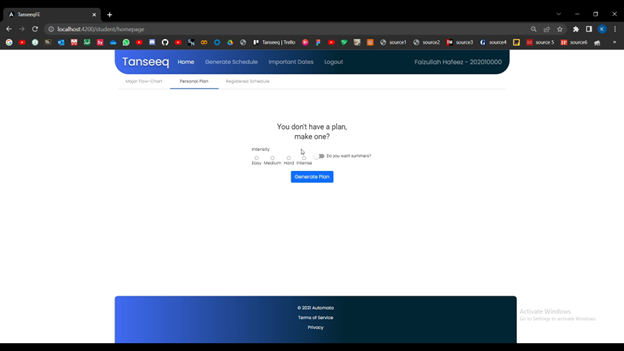 TanseeqFE
localhost:4200/student/homepage
Tanseeq | Trello
source1
source2
source3
source4
source 5
source6
Tanseeq Home Generate Schedule Important Dates Logout Faizullah Hafeez - 202010000
Major Flow-Chart Personal Plan Registered Schedule
You don't have a plan,
make one?
Intensity
Do you want summers?
Easy Medium Hard Intense
Generate Plan
© 2021 Automata
Terms of Service
Privacy
Activate Windows
Go to Settings to activate Windows.